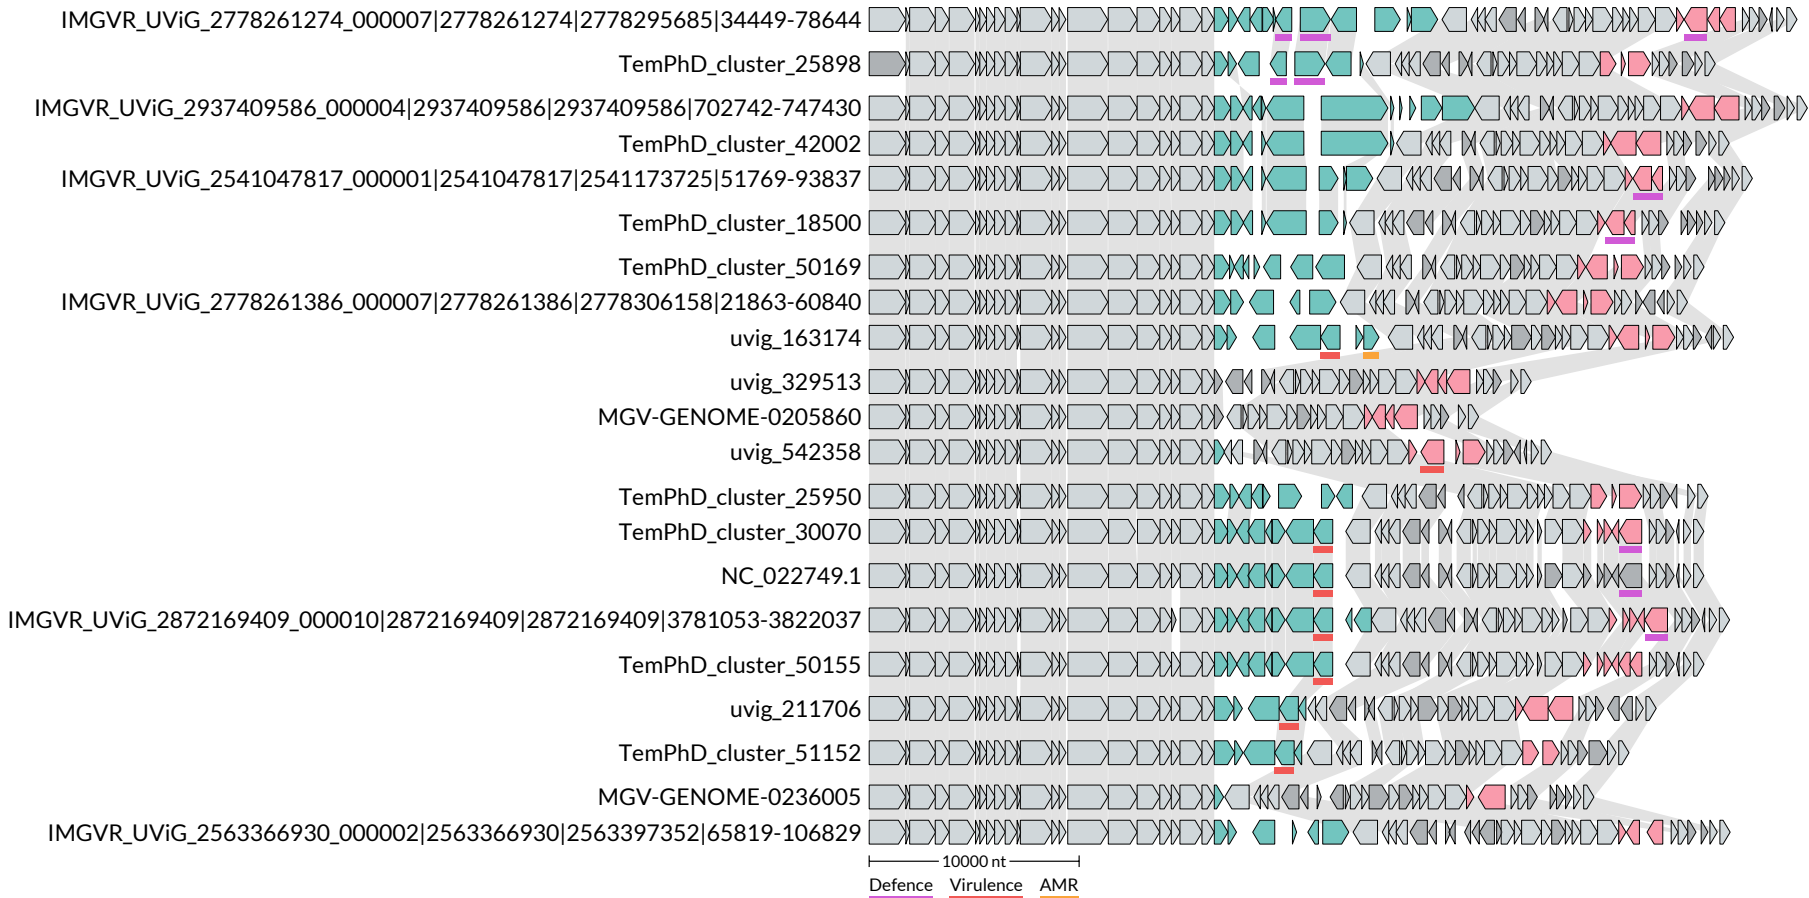 IMGVR_UViG_2778261274_000007|2778261274|2778295685|34449-78644
TemPhD_cluster_25898
IMGVR_UViG_2937409586_000004|2937409586|2937409586|702742-747430
TemPhD_cluster_42002
IMGVR_UViG_2541047817_000001|2541047817|2541173725|51769-93837
TemPhD_cluster_18500
TemPhD_cluster_50169
IMGVR_UViG_2778261386_000007|2778261386|2778306158|21863-60840
uvig_163174
uvig_329513
MGV-GENOME-0205860
uvig_542358
TemPhD_cluster_25950
TemPhD_cluster_30070
NC_022749.1
IMGVR_UViG_2872169409_000010|2872169409|2872169409|3781053-3822037
TemPhD_cluster_50155
uvig_211706
TemPhD_cluster_51152
MGV-GENOME-0236005
IMGVR_UViG_2563366930_000002|2563366930|2563397352|65819-106829
10000 nt
Defence Virulence AMR